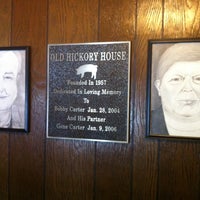 OLD HICKORY HOUSE
Founded In 1957
Dedicated In Loving Memory
To
Bobby Carter Jan. 28, 2004
And His Partner
Gene Carter Jan. 9, 2006